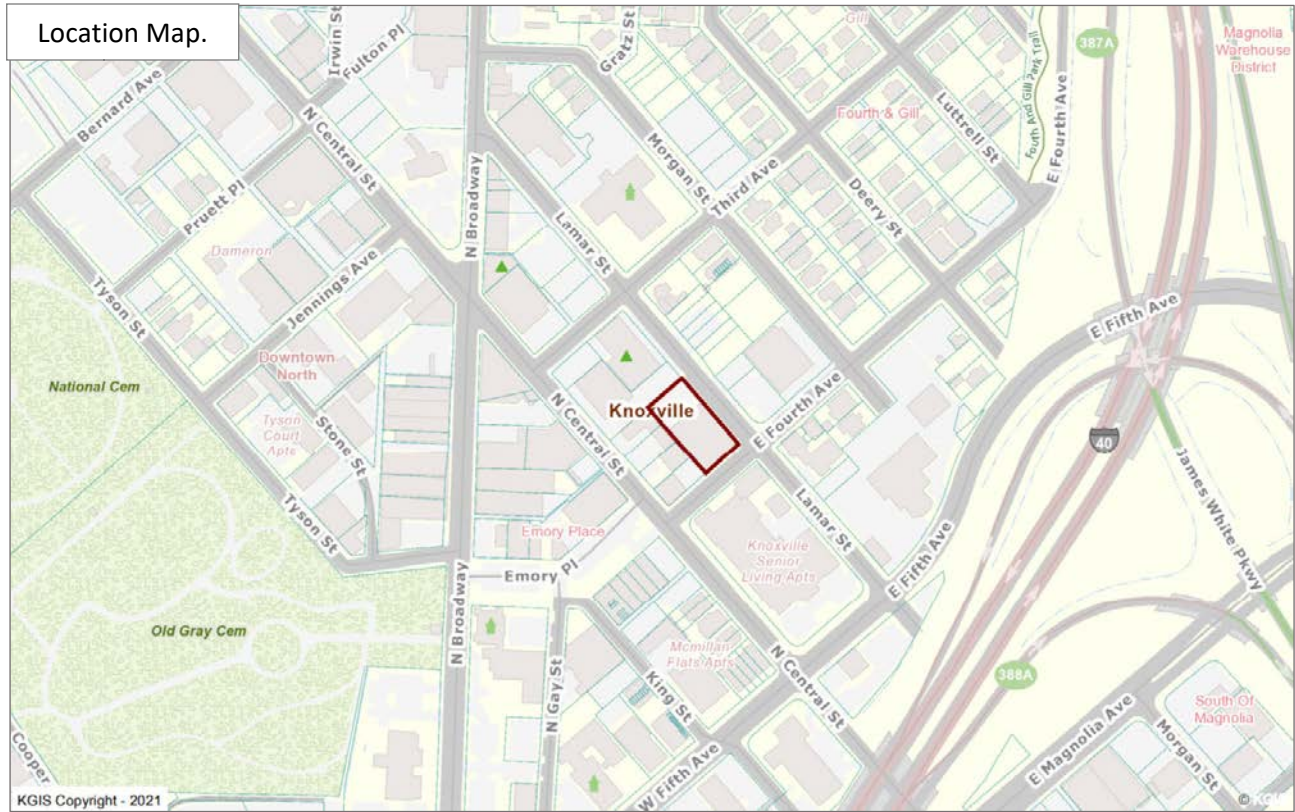 Location Map.
Irwin St
Fulton Pl
Gratz St
Gill
387A
Magnolia
Warehouse
District
Bernard Ave
N Central St
Luttrell St
Fouth And Gill Park Trail
E Fourth Ave
Fourth & Gill
Morgan St
Third Ave
N Broadway
Pruett Pl
Deery St
Lamar St
Dameron
Jennings Ave
Tyson St
E Fifth Ave
Downtown
North
National Cem
Knoxville
N Central St
E Fourth Ave
Tyson
Court
Apts
Stone St
40
James White Pkwy
Tyson St
Lamar St
Emory Place
Knoxville
Senior
Living Apts
Emory Pl
E Fifth Ave
Old Gray Cem
N Broadway
N Gay St
Mcmillan
Flats Apts
King St
N Central St
388A
South Of
Magnolia
E Magnolia Ave
Morgan St
W Fifth Ave
Cooper
KGIS Copyright - 2021